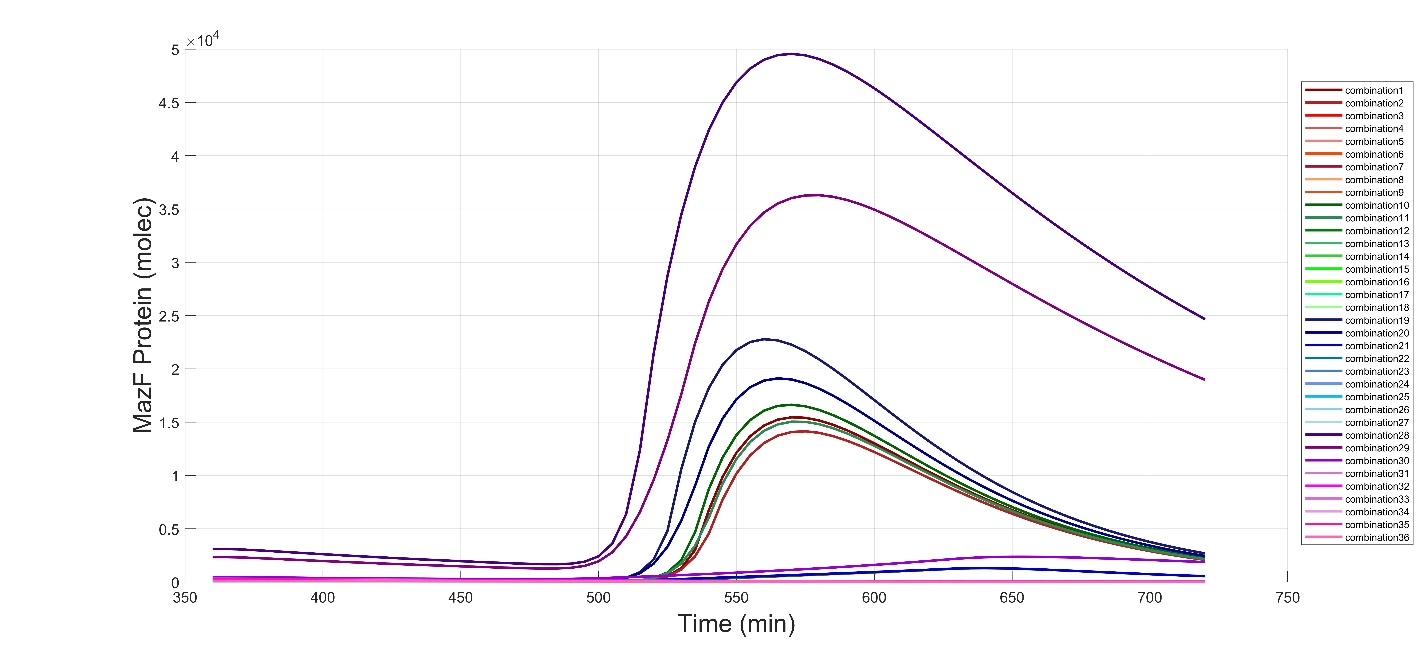 ×10⁴
5
4.5
4
3.5
3
2.5
2
1.5
1
0.5
0
MazF Protein (molec)
350 400 450 500 550 600 650 700 750
Time (min)
combination1
combination2
combination3
combination4
combination5
combination6
combination7
combination8
combination9
combination10
combination11
combination12
combination13
combination14
combination15
combination16
combination17
combination18
combination19
combination20
combination21
combination22
combination23
combination24
combination25
combination26
combination27
combination28
combination29
combination30
combination31
combination32
combination33
combination34
combination35
combination36